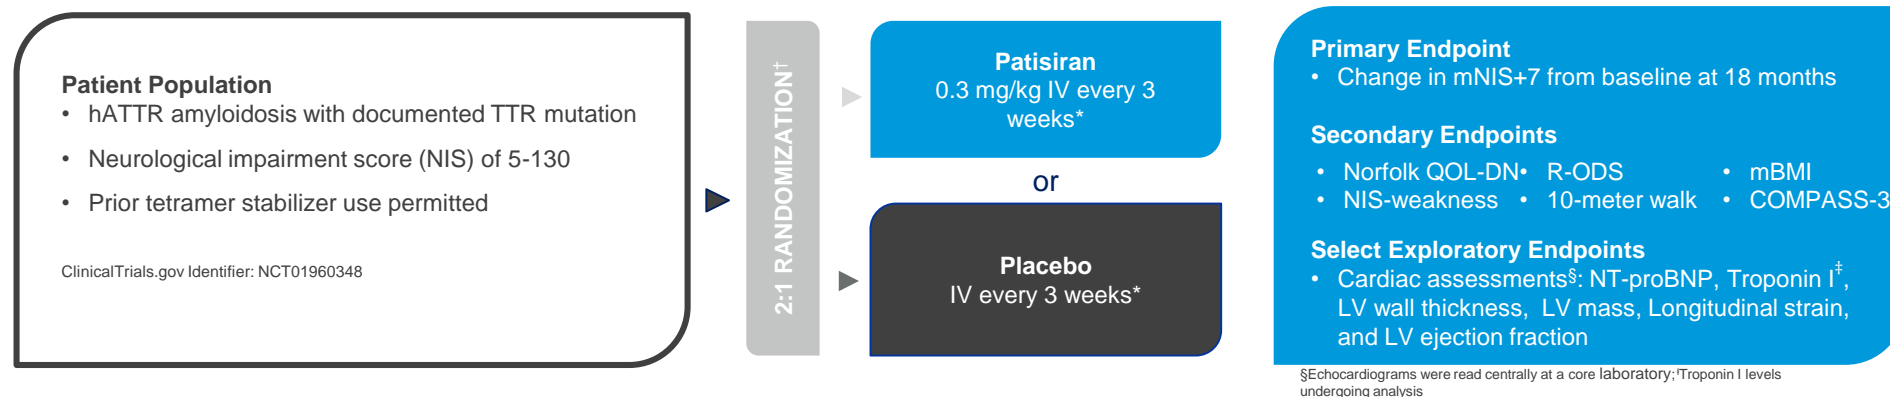 Patient Population
• hATTR amyloidosis with documented TTR mutation
• Neurological impairment score (NIS) of 5-130
• Prior tetramer stabilizer use permitted
ClinicalTrials.gov Identifier: NCT01960348
2:1 RANDOMIZATION†
Patisiran
0.3 mg/kg IV every 3
weeks*
or
Placebo
IV every 3 weeks*
Primary Endpoint
• Change in mNIS+7 from baseline at 18 months
Secondary Endpoints
• Norfolk QOL-DN • R-ODS • mBMI
• NIS-weakness • 10-meter walk • COMPASS-3
Select Exploratory Endpoints
• Cardiac assessments§: NT-proBNP, Troponin I‡,
LV wall thickness, LV mass, Longitudinal strain,
and LV ejection fraction
§Echocardiograms were read centrally at a core laboratory; Troponin I levels
undergoing analysis